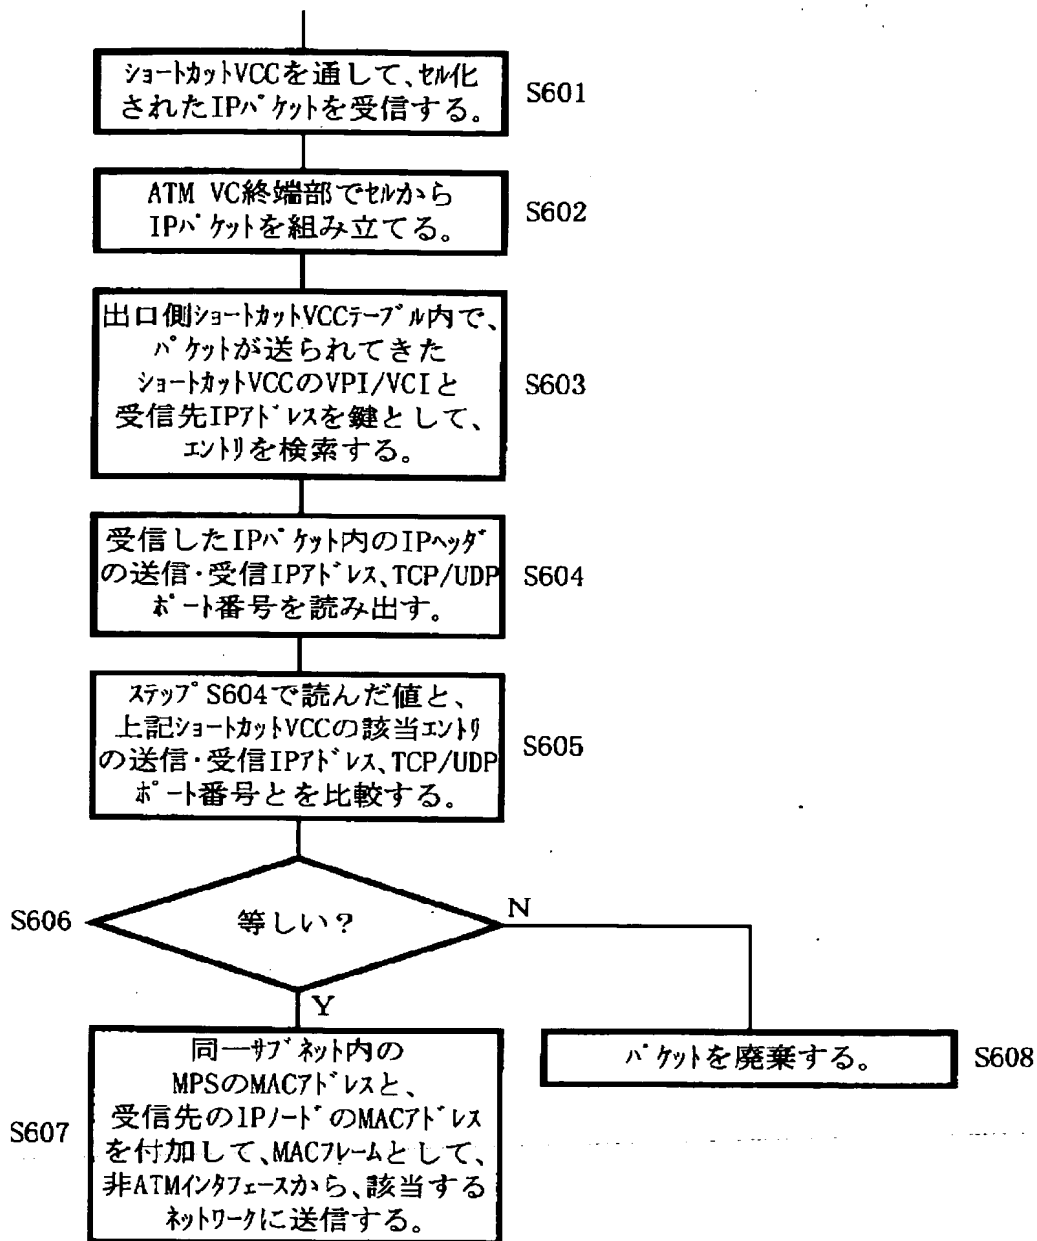 ｼｮｰﾄｶｯﾄVCCを通して、ｾﾙ化
されたIPﾊﾟｹｯﾄを受信する。
S601
ATM VC終端部でｾﾙから
IPﾊﾟｹｯﾄを組み立てる。
S602
出口側ｼｮｰﾄｶｯﾄVCCﾃｰﾌﾞﾙ内で、
ﾊﾟｹｯﾄが送られてきた
ｼｮｰﾄｶｯﾄVCCのVPI/VCIと
受信先IPｱﾄﾞﾚｽを鍵として、
ｴﾝﾄﾘを検索する。
S603
受信したIPﾊﾟｹｯﾄ内のIPﾍｯﾀﾞ
の送信・受信IPｱﾄﾞﾚｽ、TCP/UDP
ﾎﾟｰﾄ番号を読み出す。
S604
ｽﾃｯﾌﾟS604で読んだ値と、
上記ｼｮｰﾄｶｯﾄVCCの該当ｴﾝﾄﾘ
の送信・受信IPｱﾄﾞﾚｽ、TCP/UDP
ﾎﾟｰﾄ番号とを比較する。
S605
S606
等しい?
N
Y
同一ｻﾌﾞﾈｯﾄ内の
MPSのMACｱﾄﾞﾚｽと、
受信先のIPﾉｰﾄﾞのMACｱﾄﾞﾚｽ
を付加して、MACﾌﾚｰﾑとして、
非ATMｲﾝﾀﾌｪｰｽから、該当する
ﾈｯﾄﾜｰｸに送信する。
S607
ﾊﾟｹｯﾄを廃棄する。
S608